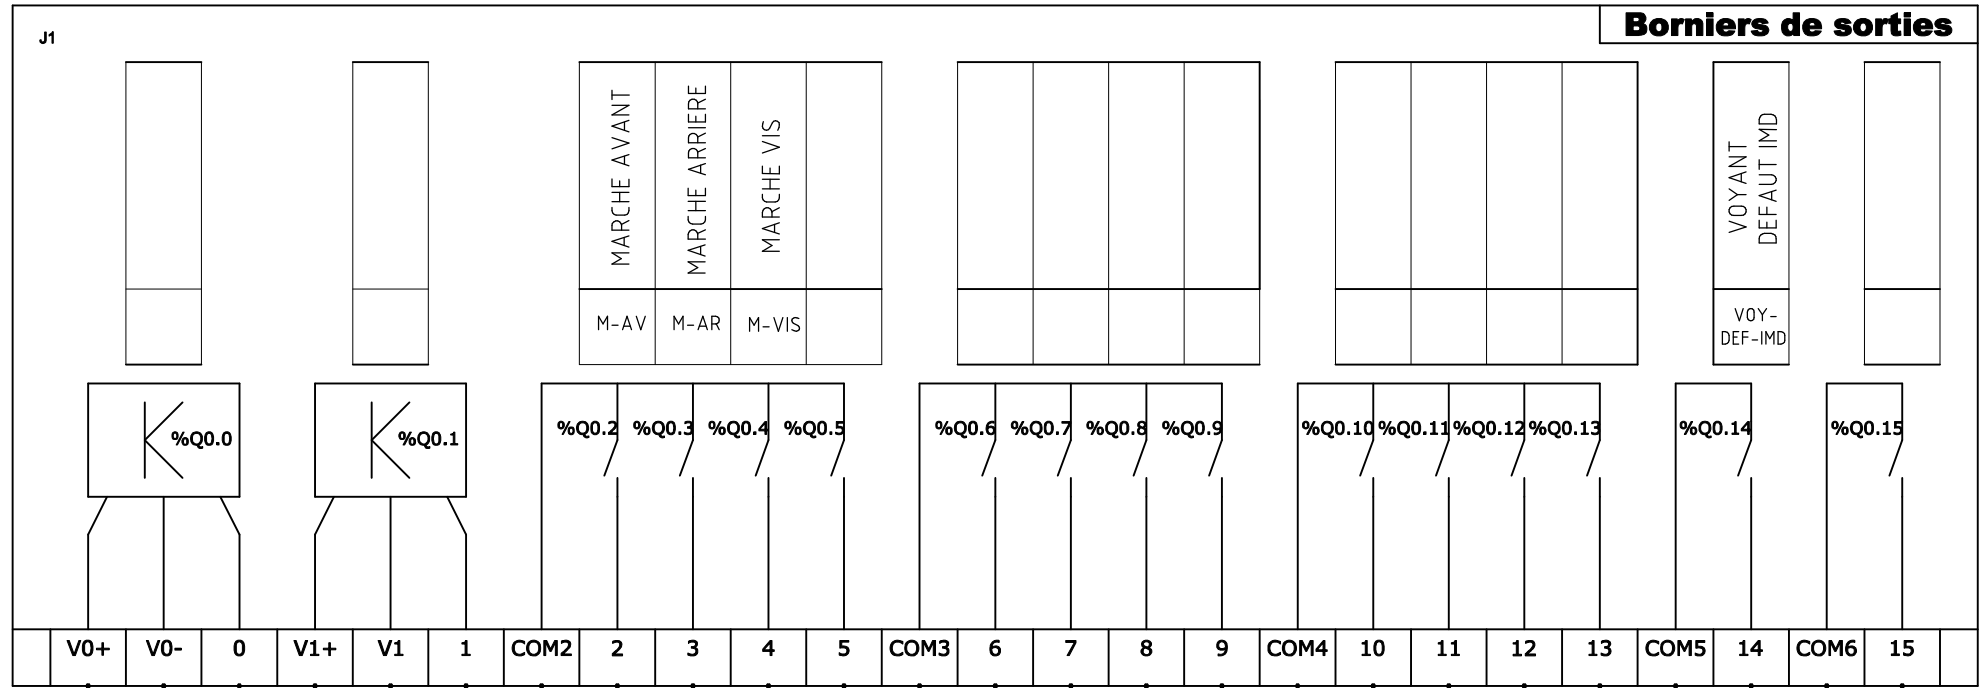 Borniers de sorties
J1
MARCHE AVANT
MARCHE ARRIERE
MARCHE VIS
VOYANT
DEFAUT IMD
M-AV M-AR M-VIS VOY-
DEF-IMD
%Q0.0 %Q0.1 %Q0.2 %Q0.3 %Q0.4 %Q0.5 %Q0.6 %Q0.7 %Q0.8 %Q0.9 %Q0.10 %Q0.11 %Q0.12 %Q0.13 %Q0.14 %Q0.15
V0+ V0- 0 V1+ V1 1 COM2 2 3 4 5 COM3 6 7 8 9 COM4 10 11 12 13 COM5 14 COM6 15